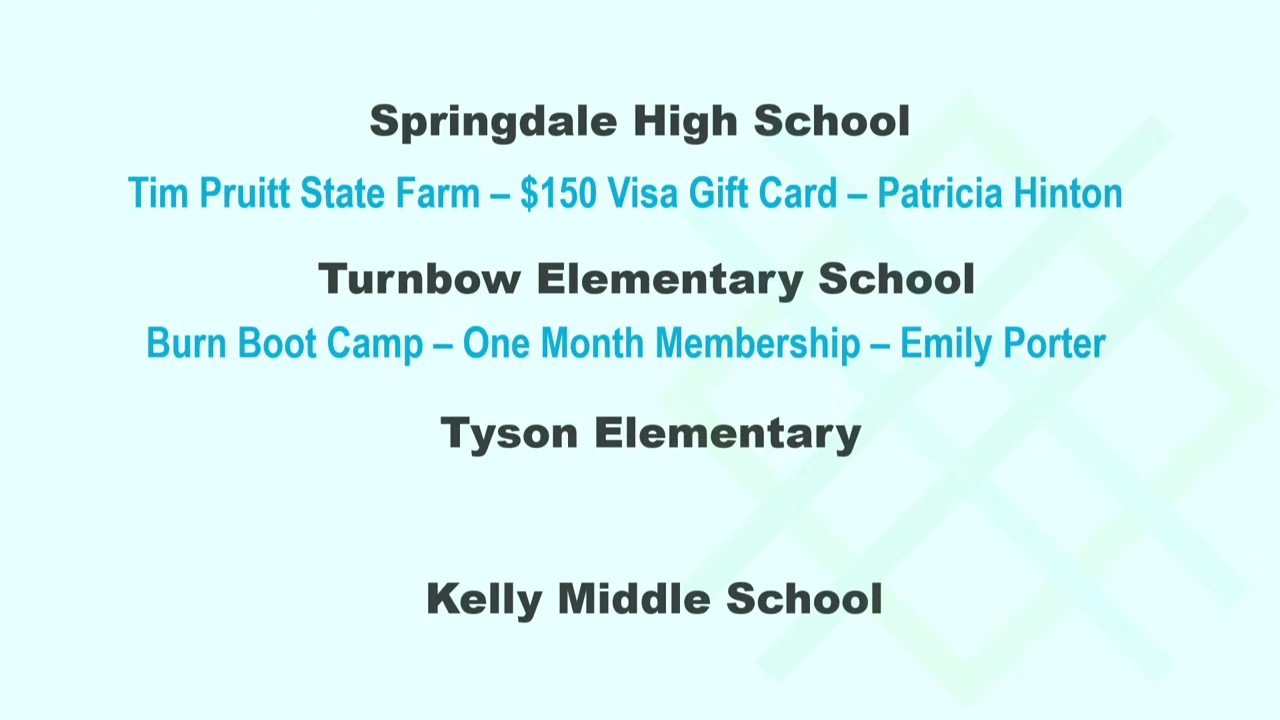 Springdale High School
Tim Pruitt State Farm – $150 Visa Gift Card – Patricia Hinton
Turnbow Elementary School
Burn Boot Camp – One Month Membership – Emily Porter
Tyson Elementary
Kelly Middle School